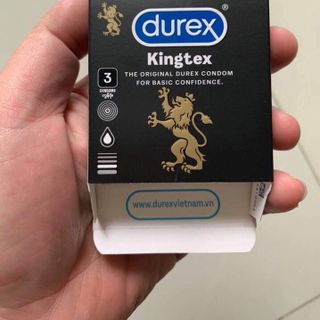 durex®
Kingtex
THE ORIGINAL DUREX CONDOM
FOR BASIC CONFIDENCE.
3
www.durexvietnam.vn